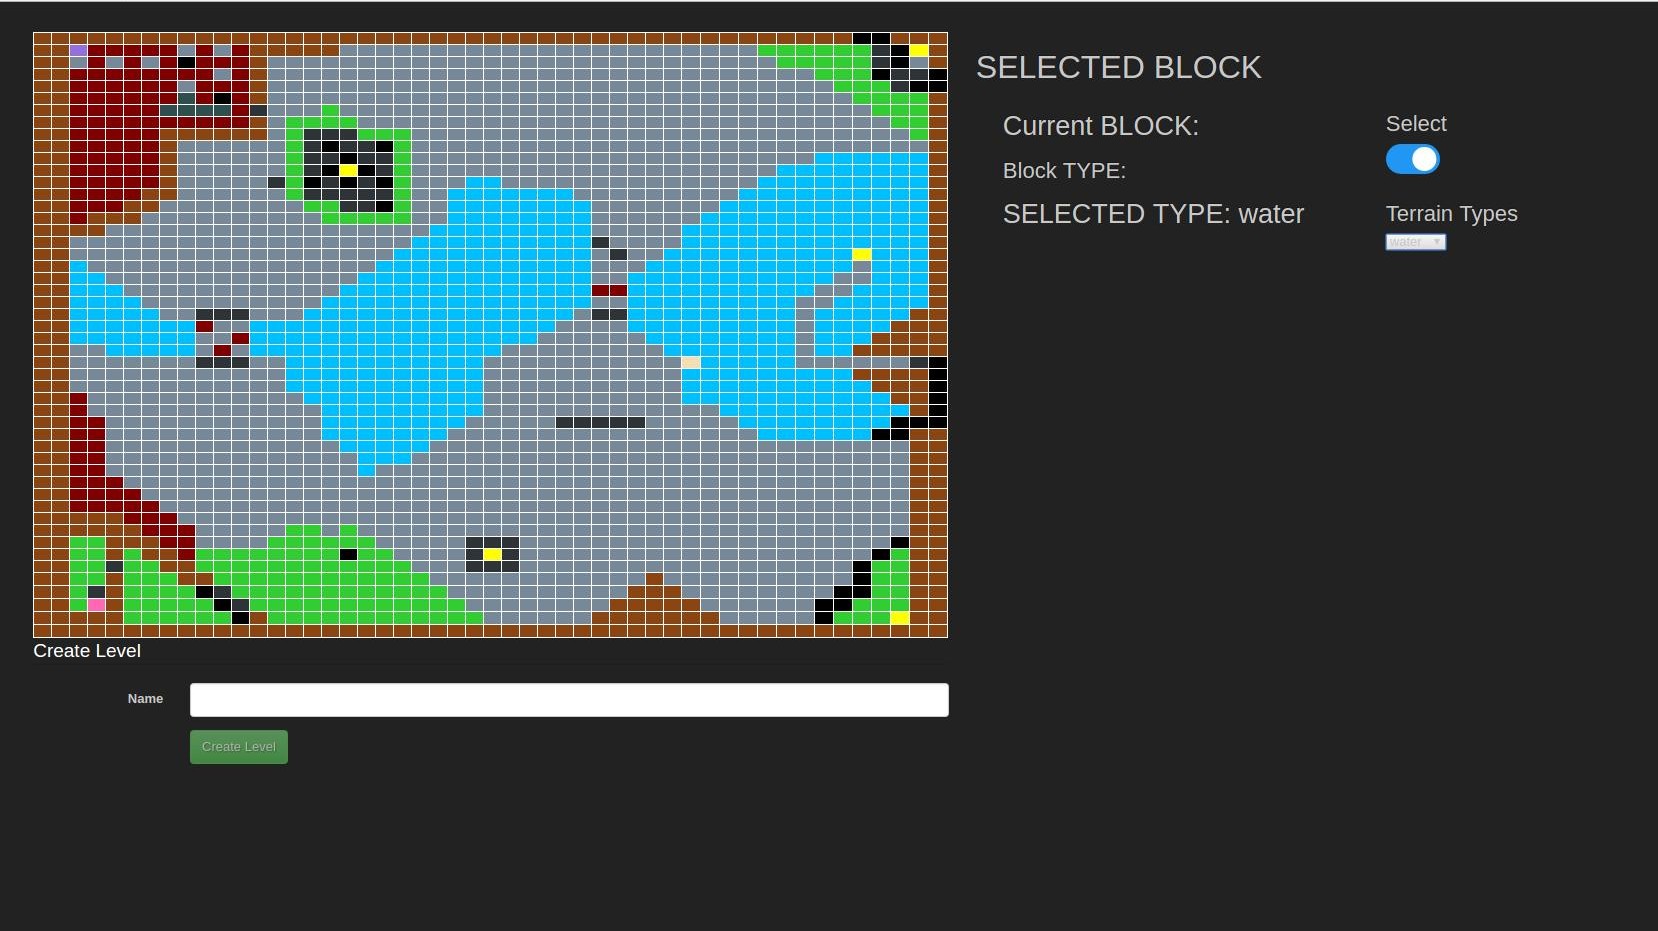 SELECTED BLOCK
Current BLOCK:
Select
Block TYPE:
SELECTED TYPE: water
Terrain Types
water
Create Level
Name
Create Level